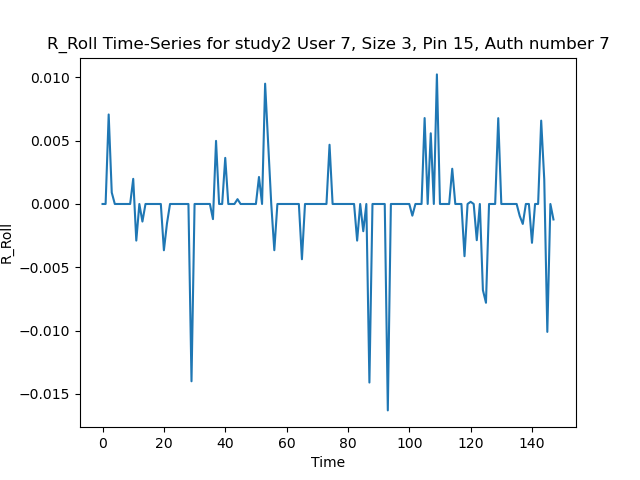 R_Roll Time-Series for study2 User 7, Size 3, Pin 15, Auth number 7
0.010
0.005
0.000
−0.005
−0.010
−0.015
R_Roll
0 20 40 60 80 100 120 140
Time